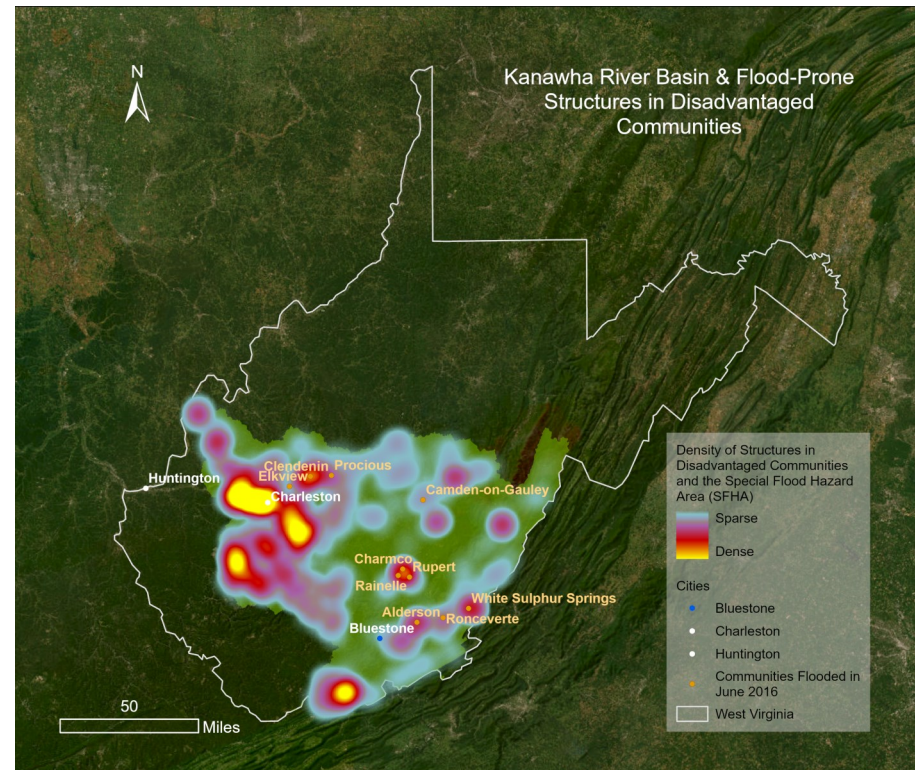 N
Kanawha River Basin & Flood-Prone
Structures in Disadvantaged
Communities
Huntington
Clendenin
Procious
Elkview
Charleston
Camden-on-Gauley
Charmco
Rupert
Rainelle
White Sulphur Springs
Alderson
Ronceverte
Bluestone
50
Miles
Density of Structures in
Disadvantaged Communities
and the Special Flood Hazard
Area (SFHA)
Sparse
Dense
Cities
Bluestone
Charleston
Huntington
Communities Flooded in
June 2016
West Virginia